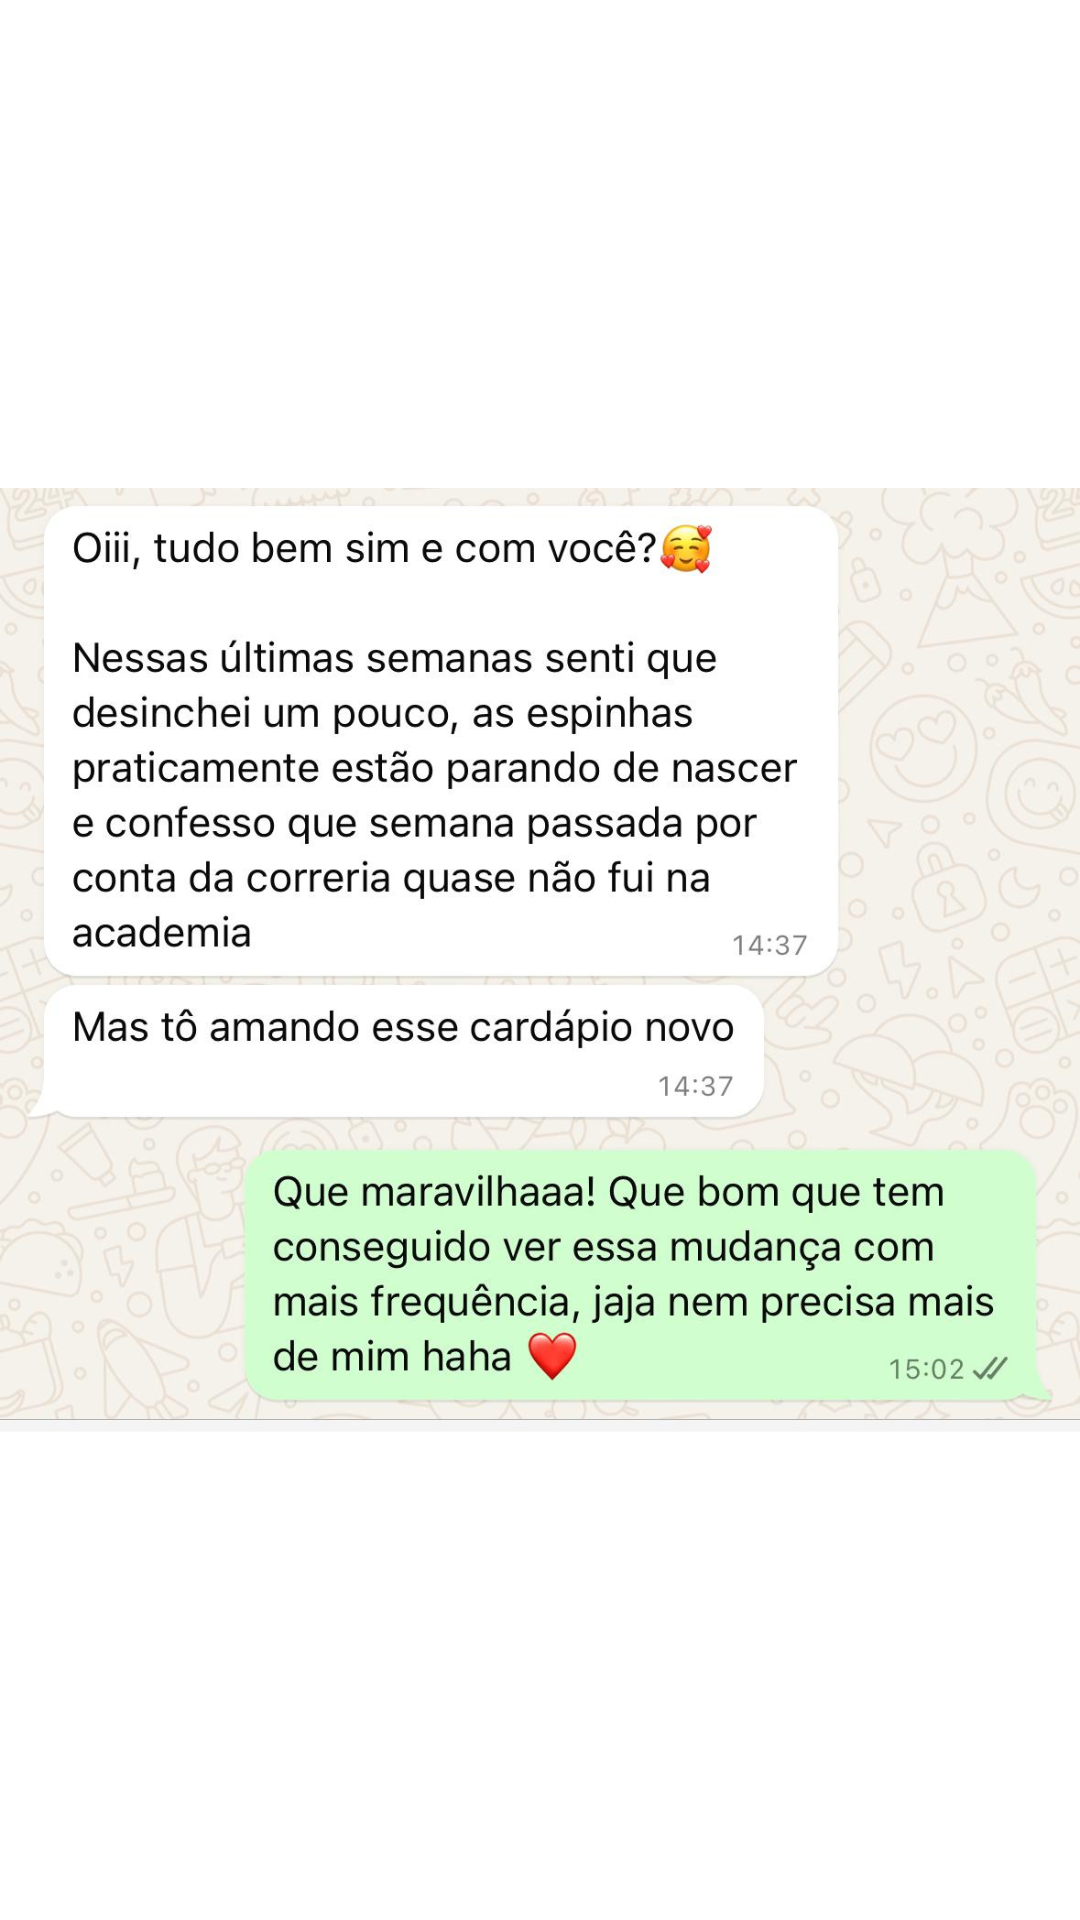 Oiii, tudo bem sim e com você?🥰
Nessas últimas semanas senti que
desinchei um pouco, as espinhas
praticamente estão parando de nascer
e confesso que semana passada por
conta da correria quase não fui na
academia
14:37
Mas tô amando esse cardápio novo
14:37
Que maravilhaaa! Que bom que tem
conseguido ver essa mudança com
mais frequência, jaja nem precisa mais
de mim haha ❤️
15:02